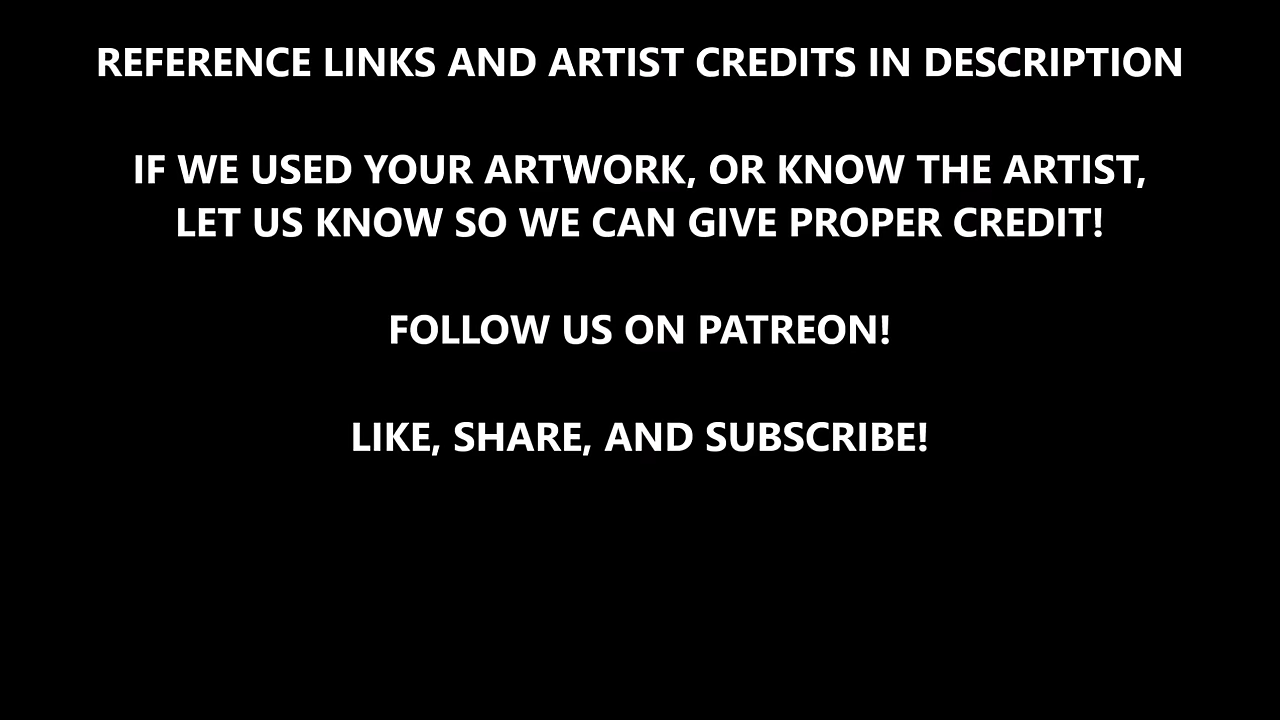 REFERENCE LINKS AND ARTIST CREDITS IN DESCRIPTION
IF WE USED YOUR ARTWORK, OR KNOW THE ARTIST,
LET US KNOW SO WE CAN GIVE PROPER CREDIT!
FOLLOW US ON PATREON!
LIKE, SHARE, AND SUBSCRIBE!